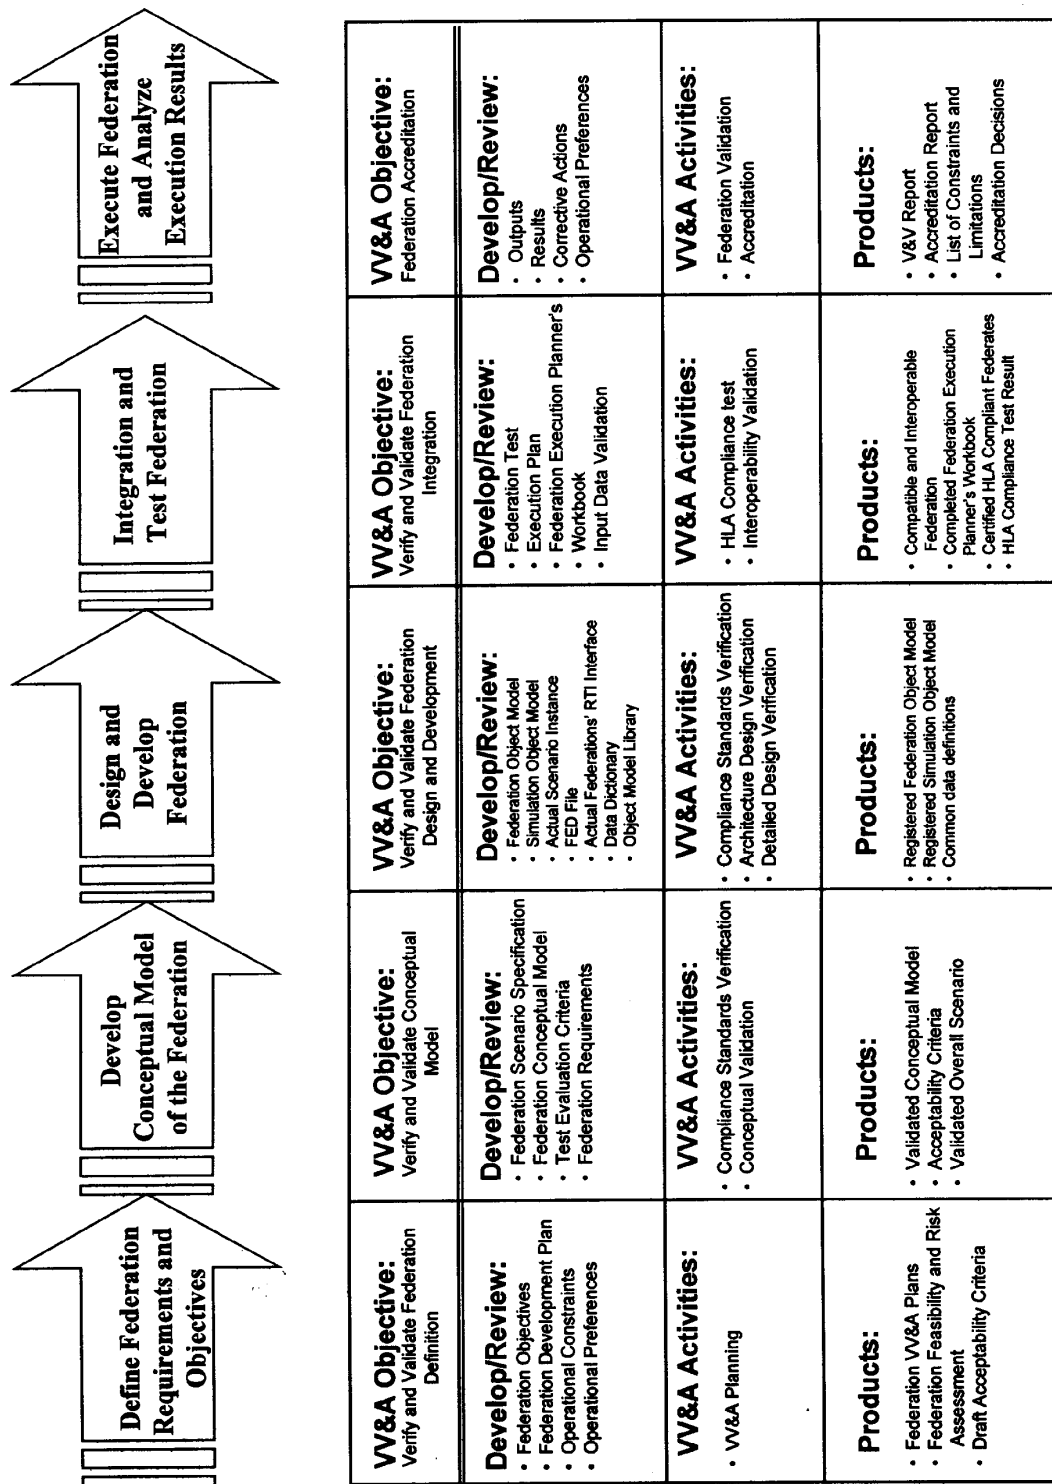 Define Federation
Requirements and
Objectives
Develop
Conceptual Model
of the Federation
Design and
Develop
Federation
Integration and
Test Federation
Execute Federation
and Analyze
Execution Results
VV&A Objective:
Verify and Validate Federation
Definition
VV&A Objective:
Verify and Validate Conceptual
Model
VV&A Objective:
Verify and Validate Federation
Design and Development
VV&A Objective:
Verify and Validate Federation
Integration
VV&A Objective:
Federation Accreditation
Develop/Review:
• Federation Objectives
• Federation Development Plan
• Operational Constraints
• Operational Preferences
Develop/Review:
• Federation Scenario Specification
• Federation Conceptual Model
• Test Evaluation Criteria
• Federation Requirements
Develop/Review:
• Federation Object Model
• Simulation Object Model
• Actual Scenario Instance
• FED File
• Actual Federations' RTI Interface
• Data Dictionary
• Object Model Library
Develop/Review:
• Federation Test
• Execution Plan
• Federation Execution Planner's
• Workbook
• Input Data Validation
Develop/Review:
• Outputs
• Results
• Corrective Actions
• Operational Preferences
VV&A Activities:
• VV&A Planning
VV&A Activities:
• Compliance Standards Verification
• Conceptual Validation
VV&A Activities:
• Compliance Standards Verification
• Architecture Design Verification
• Detailed Design Verification
VV&A Activities:
• HLA Compliance test
• Interoperability Validation
VV&A Activities:
• Federation Validation
• Accreditation
Products:
• Federation VV&A Plans
• Federation Feasibility and Risk
Assessment
• Draft Acceptability Criteria
Products:
• Validated Conceptual Model
• Acceptability Criteria
• Validated Overall Scenario
Products:
• Registered Federation Object Model
• Registered Simulation Object Model
• Common data definitions
Products:
• Compatible and Interoperable
Federation
• Completed Federation Execution
Planner's Workbook
• Certified HLA Compliant Federates
• HLA Compliance Test Result
Products:
• V&V Report
• Accreditation Report
• List of Constraints and
Limitations
• Accreditation Decisions